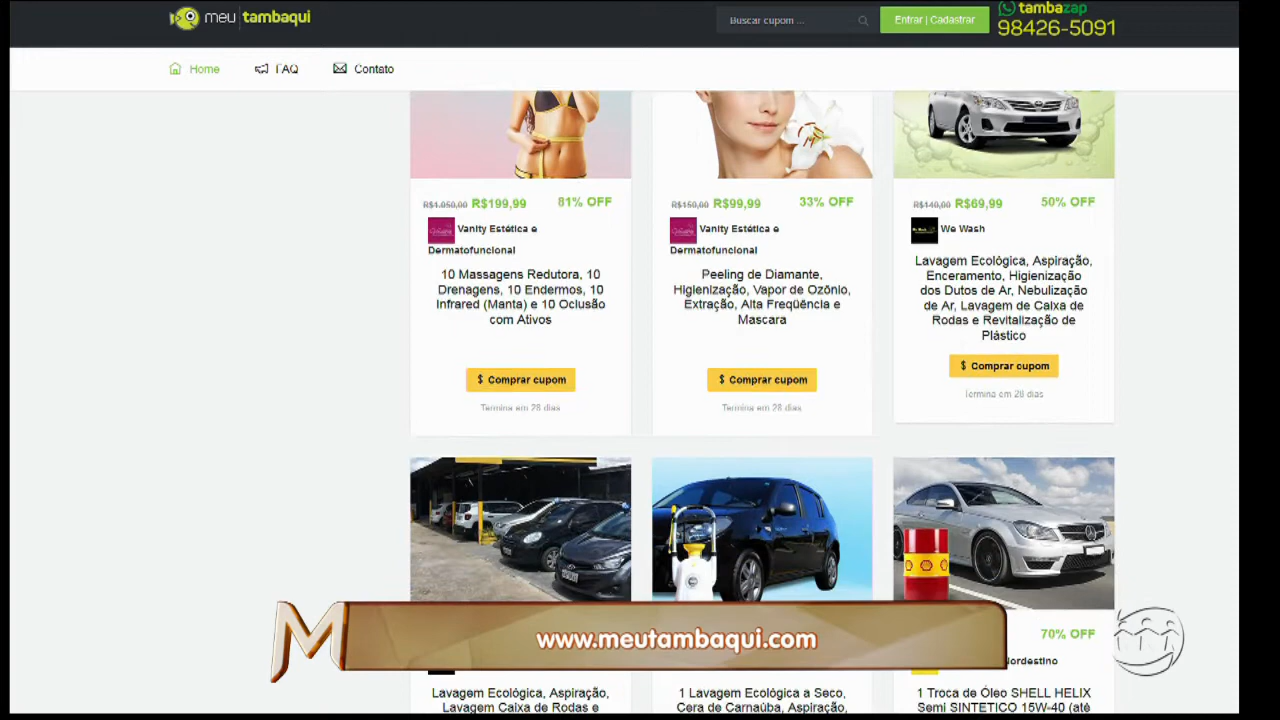 meu tambaqui
Buscar cupom ...
Entrar | Cadastrar
tambazap
98426-5091
Home
FAQ
Contato
R$1.050,00 R$199,99 81% OFF
Vanity Estética e
Dermatofuncional
10 Massagens Redutora, 10
Drenagens, 10 Endermos, 10
Infrared (Manta) e 10 Oclusão
com Ativos
$ Comprar cupom
Termina em 28 dias
R$150,00 R$99,99 33% OFF
Vanity Estética e
Dermatofuncional
Peeling de Diamante,
Higienização, Vapor de Ozônio,
Extração, Alta Freqüência e
Mascara
$ Comprar cupom
Termina em 28 dias
R$140,00 R$69,99 50% OFF
We Wash
Lavagem Ecológica, Aspiração,
Enceramento, Higienização
dos Dutos de Ar, Nebulização
de Ar, Lavagem de Caixa de
Rodas e Revitalização de
Plástico
$ Comprar cupom
Termina em 28 dias
M
www.meutambaqui.com
70% OFF
Nordestino
Lavagem Ecológica, Aspiração,
Lavagem Caixa de Rodas e
1 Lavagem Ecológica a Seco,
Cera de Carnaúba, Aspiração,
1 Troca de Óleo SHELL HELIX
Semi SINTETICO 15W-40 (até